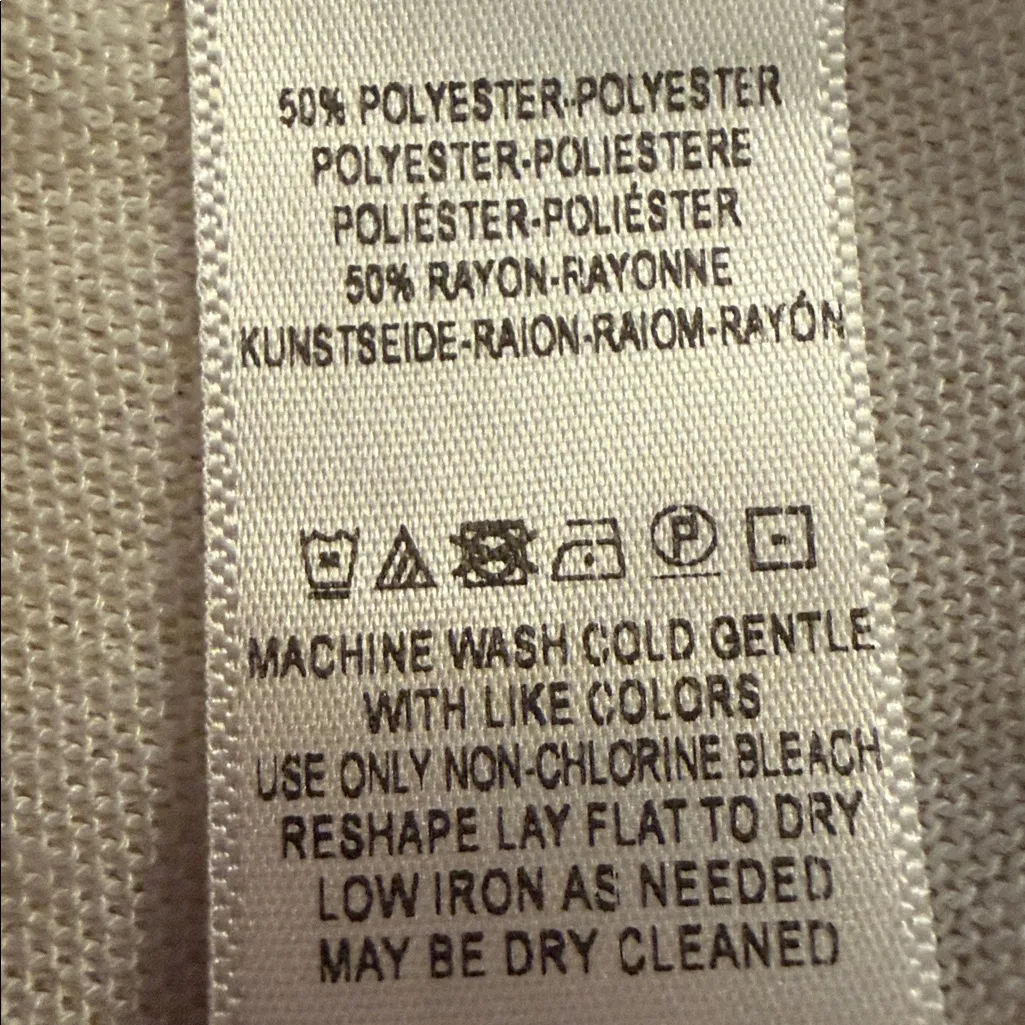 50% POLYESTER-POLYESTER
POLYESTER-POLIESTERE
POLIÉSTER-POLIÉSTER
50% RAYON-RAYONNE
KUNSTSEIDE-RAION-RAIOM-RAYÓN
P
MACHINE WASH COLD GENTLE
WITH LIKE COLORS
USE ONLY NON-CHLORINE BLEACH
RESHAPE LAY FLAT TO DRY
LOW IRON AS NEEDED
MAY BE DRY CLEANED